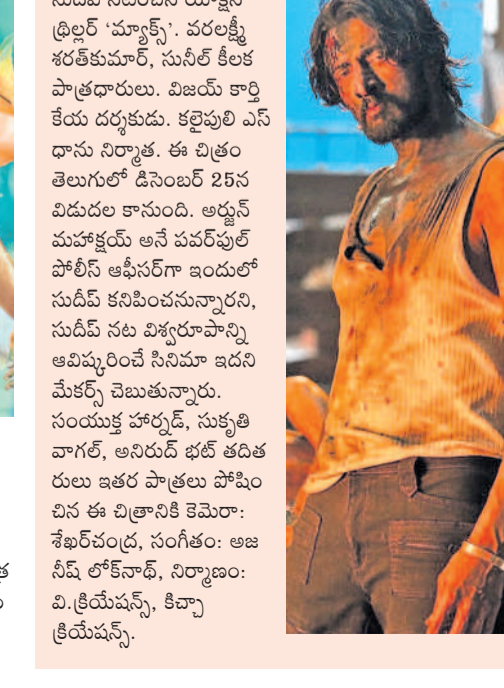 సుదీప్ నటించిన యాక్షన్
థ్రిల్లర్ ‘మ్యాక్స్’. వరలక్ష్మీ
శరత్‌కుమార్, సునీల్ కీలక
పాత్రధారులు. విజయ్ కార్తి
కేయ దర్శకుడు. కలైపులి ఎస్
ధాను నిర్మాత. ఈ చిత్రం
తెలుగులో డిసెంబర్ 25న
విడుదల కానుంది. అర్జున్
మహాక్షయ్ అనే పవర్‌ఫుల్
పోలీస్ ఆఫీసర్‌గా ఇందులో
సుదీప్ కనిపించనున్నారని,
సుదీప్ నట విశ్వరూపాన్ని
ఆవిష్కరించే సినిమా ఇదని
మేకర్స్ చెబుతున్నారు.
సంయుక్త హార్నడ్, సుకృతి
వాగల్, అనిరుద్ భట్ తదిత
రులు ఇతర పాత్రలు పోషిం
చిన ఈ చిత్రానికి కెమెరా:
శేఖర్‌చంద్ర, సంగీతం: అజ
నీష్ లోక్‌నాథ్, నిర్మాణం:
వి.క్రియేషన్స్, కిచ్చా
క్రియేషన్స్.